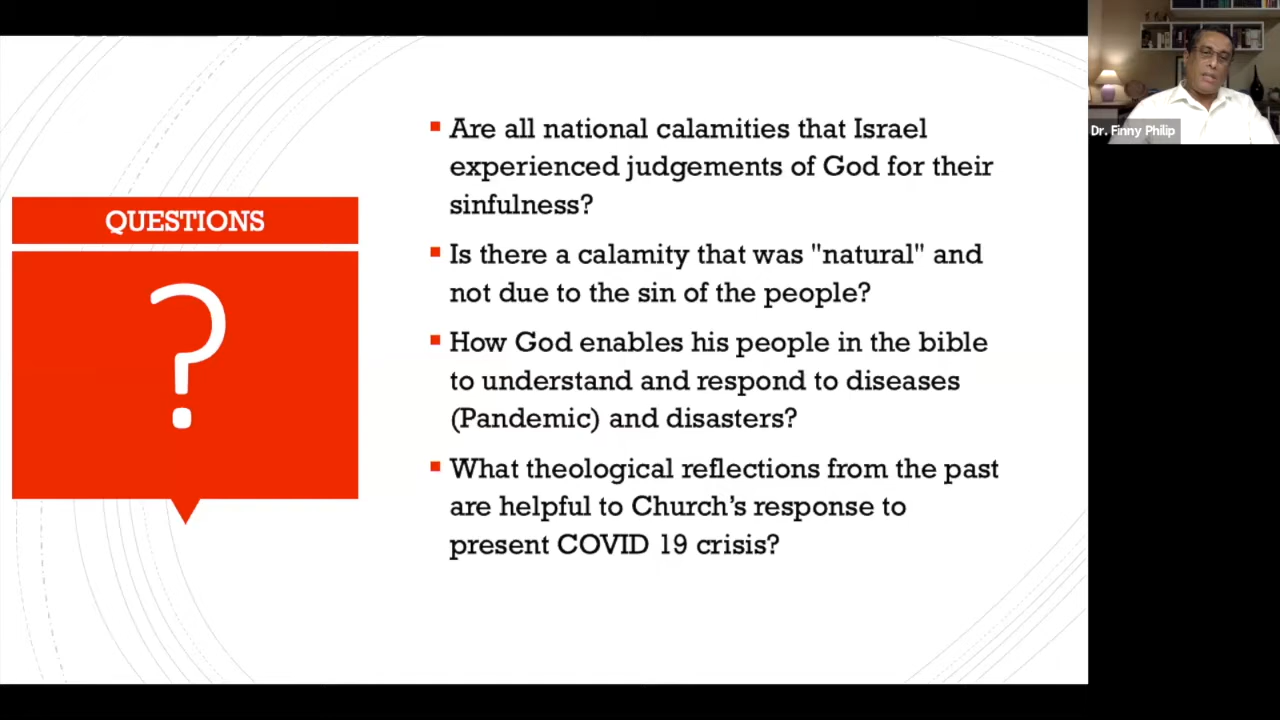 QUESTIONS
?
Are all national calamities that Israel
experienced judgements of God for their
sinfulness?
Is there a calamity that was "natural" and
not due to the sin of the people?
How God enables his people in the bible
to understand and respond to diseases
(Pandemic) and disasters?
What theological reflections from the past
are helpful to Church’s response to
present COVID 19 crisis?
Dr. Finny Philip